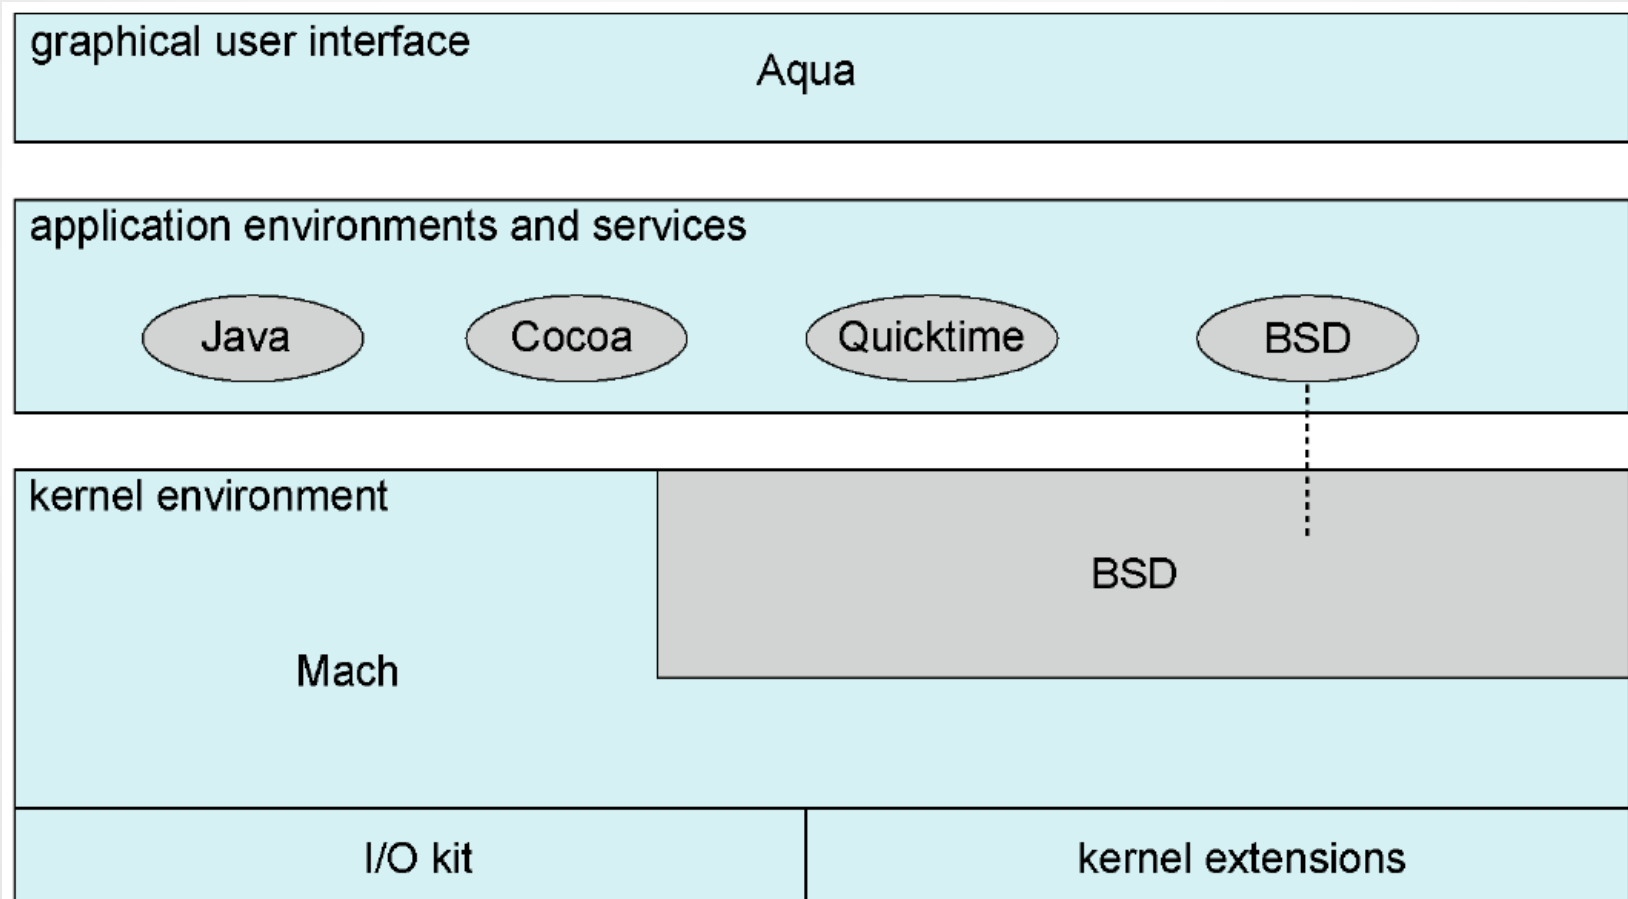 graphical user interface
Aqua
application environments and services
Java
Cocoa
Quicktime
BSD
kernel environment
BSD
Mach
I/O kit
kernel extensions